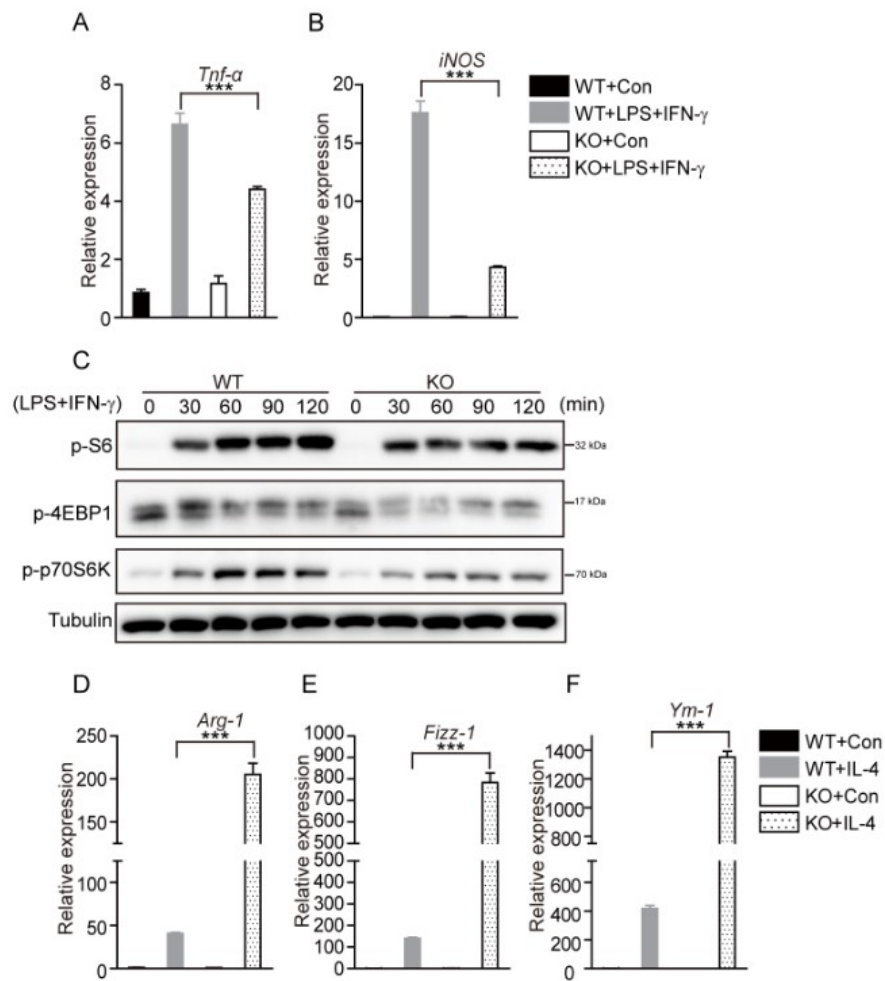 A
Tnf-α
***
Relative expression
8
6
4
2
0
B
iNOS
***
Relative expression
20
15
10
5
0
WT+Con
WT+LPS+IFN-γ
KO+Con
KO+LPS+IFN-γ
C
WT KO
(LPS+IFN-γ) 0 30 60 90 120 0 30 60 90 120 (min)
p-S6 32 kDa
p-4EBP1 17 kDa
p-p70S6K 70 kDa
Tubulin
D
Arg-1
***
Relative expression
250
200
150
100
50
0
E
Fizz-1
***
Relative expression
1000
900
800
700
600
500
500
400
300
200
100
0
F
Ym-1
***
Relative expression
1400
1200
1000
800
600
400
200
0
WT+Con
WT+IL-4
KO+Con
KO+IL-4